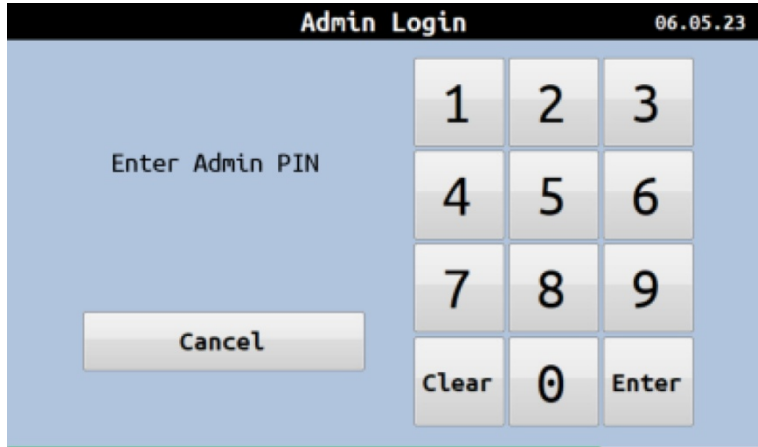 Admin Login 06.05.23
1 2 3
Enter Admin PIN
4 5 6
7 8 9
Cancel
Clear 0 Enter